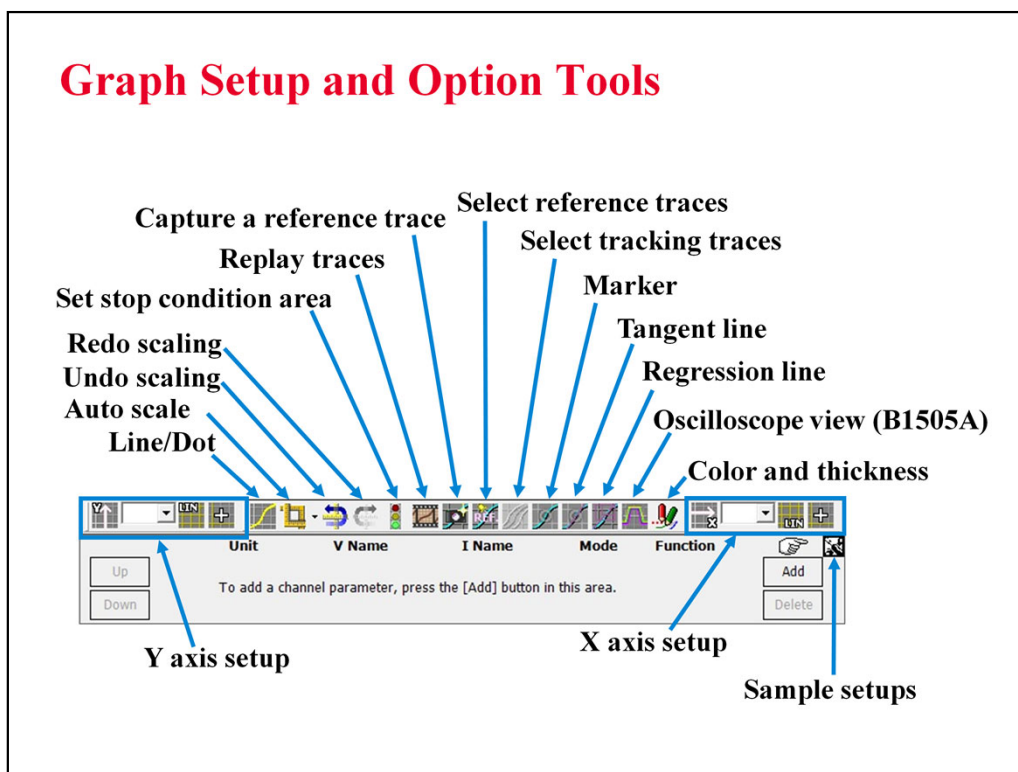 Graph Setup and Option Tools
Select reference traces
Capture a reference trace
Select tracking traces
Replay traces
Marker
Set stop condition area
Tangent line
Redo scaling
Regression line
Undo scaling
Auto scale
Oscilloscope view (B1505A)
Line/Dot
Color and thickness
Y LIN REF. X LIN
Unit V Name I Name Mode Function
Up To add a channel parameter, press the [Add] button in this area. Add
Down Delete
Y axis setup
X axis setup
Sample setups